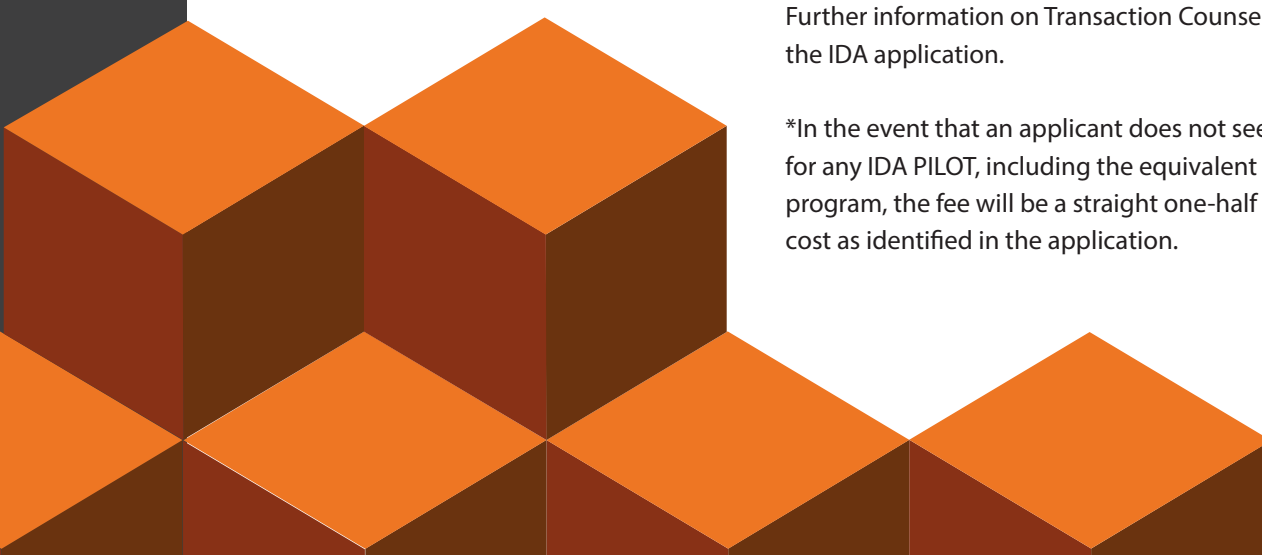 Further information on Transaction Counse
the IDA application.
*In the event that an applicant does not see
for any IDA PILOT, including the equivalent
program, the fee will be a straight one-half
cost as identified in the application.